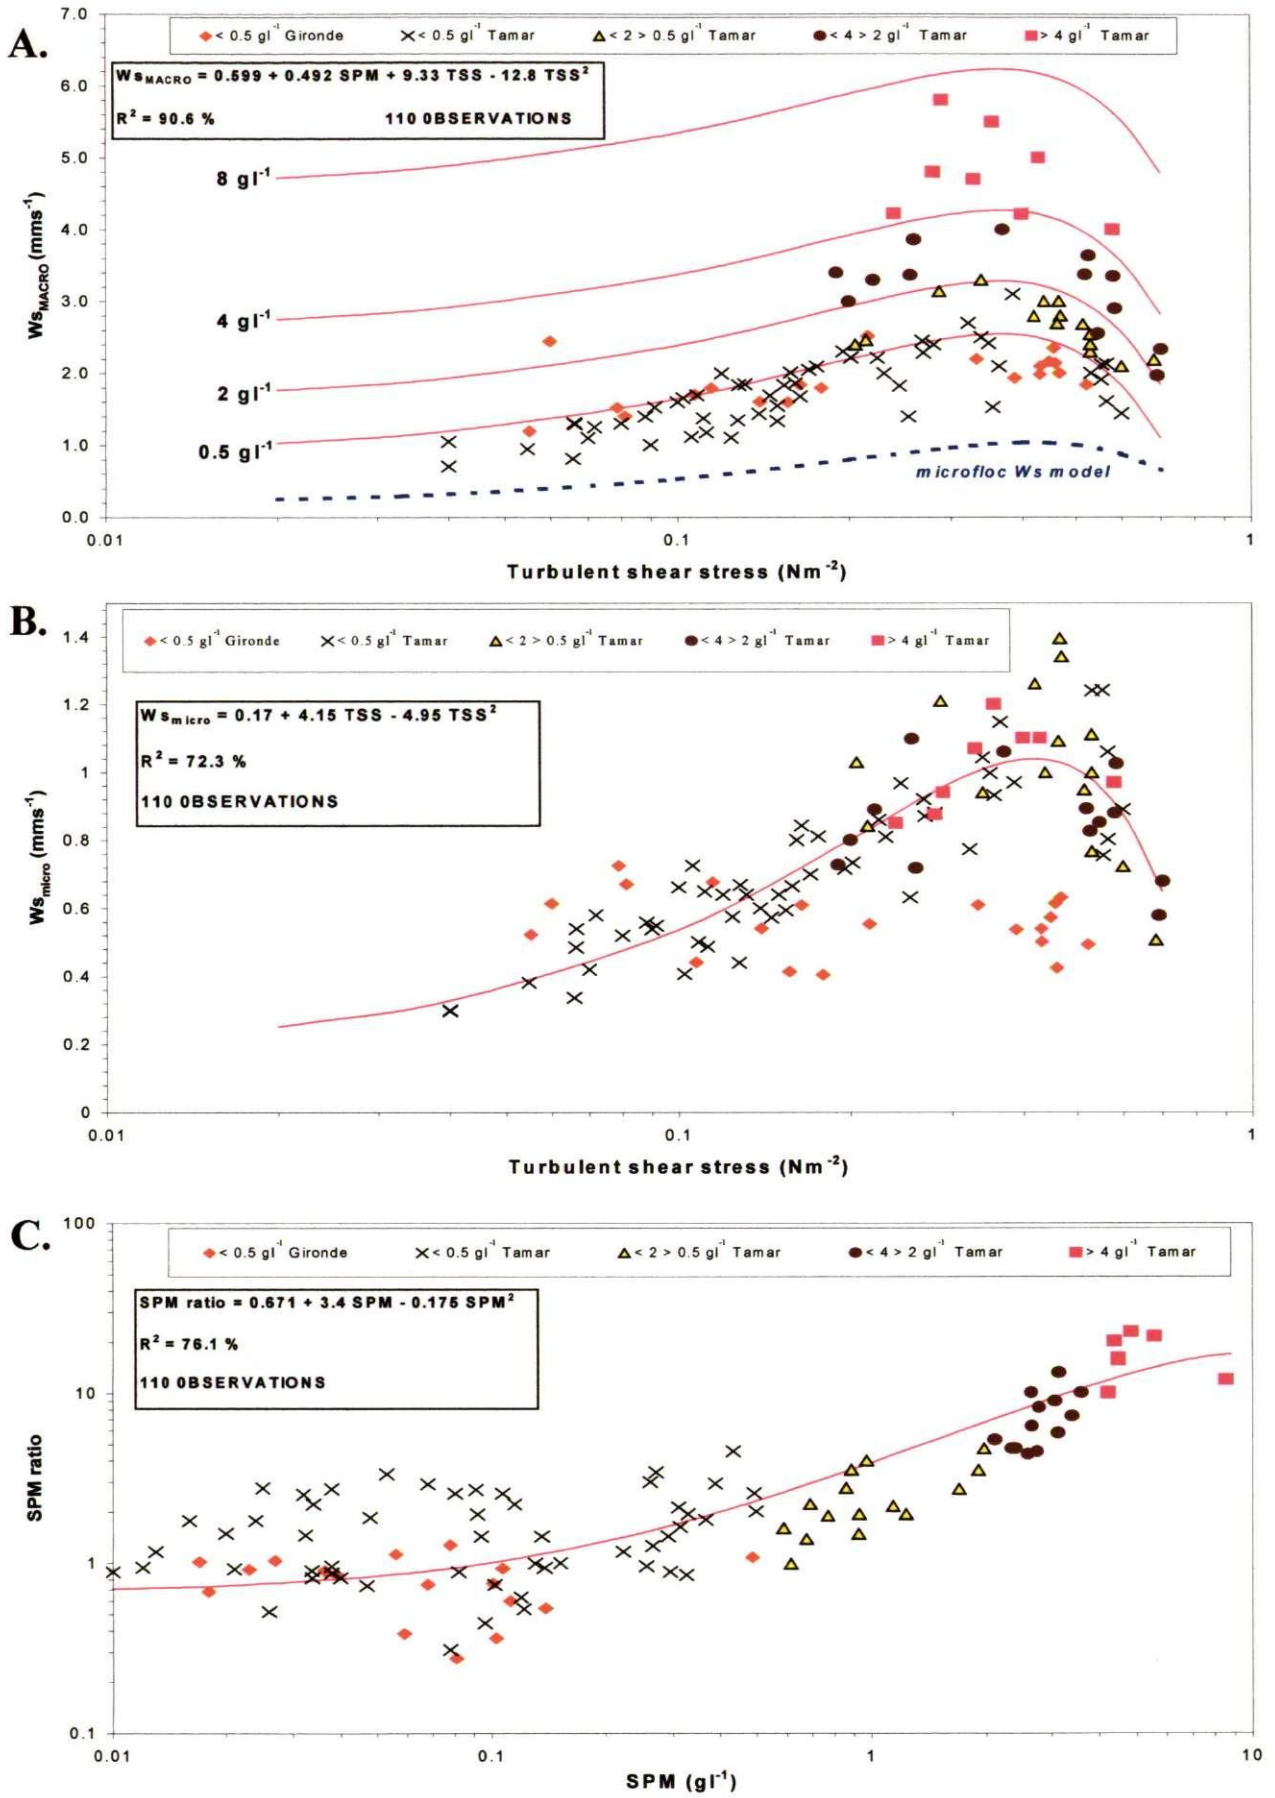 A.
7.0
6.0
5.0
4.0
3.0
2.0
1.0
0.0
Ws_MACRO (mms⁻¹)
< 0.5 gl⁻¹ Gironde < 0.5 gl⁻¹ Tamar < 2 > 0.5 gl⁻¹ Tamar < 4 > 2 gl⁻¹ Tamar > 4 gl⁻¹ Tamar
Ws_MACRO = 0.599 + 0.492 SPM + 9.33 TSS - 12.8 TSS²
R² = 90.6 % 110 0BSERVATIONS
8 gl⁻¹
4 gl⁻¹
2 gl⁻¹
0.5 gl⁻¹
microfloc Ws model
0.01 0.1 1
Turbulent shear stress (Nm⁻²)
B.
1.4
1.2
1
0.8
0.6
0.4
0.2
0
Ws_micro (mms⁻¹)
< 0.5 gl⁻¹ Gironde < 0.5 gl⁻¹ Tamar < 2 > 0.5 gl⁻¹ Tamar < 4 > 2 gl⁻¹ Tamar > 4 gl⁻¹ Tamar
Ws_micro = 0.17 + 4.15 TSS - 4.95 TSS²
R² = 72.3 %
110 0BSERVATIONS
0.01 0.1 1
Turbulent shear stress (Nm⁻²)
C.
100
10
1
0.1
SPM ratio
< 0.5 gl⁻¹ Gironde < 0.5 gl⁻¹ Tamar < 2 > 0.5 gl⁻¹ Tamar < 4 > 2 gl⁻¹ Tamar > 4 gl⁻¹ Tamar
SPM ratio = 0.671 + 3.4 SPM - 0.175 SPM²
R² = 76.1 %
110 0BSERVATIONS
0.01 0.1 1 10
SPM (gl⁻¹)